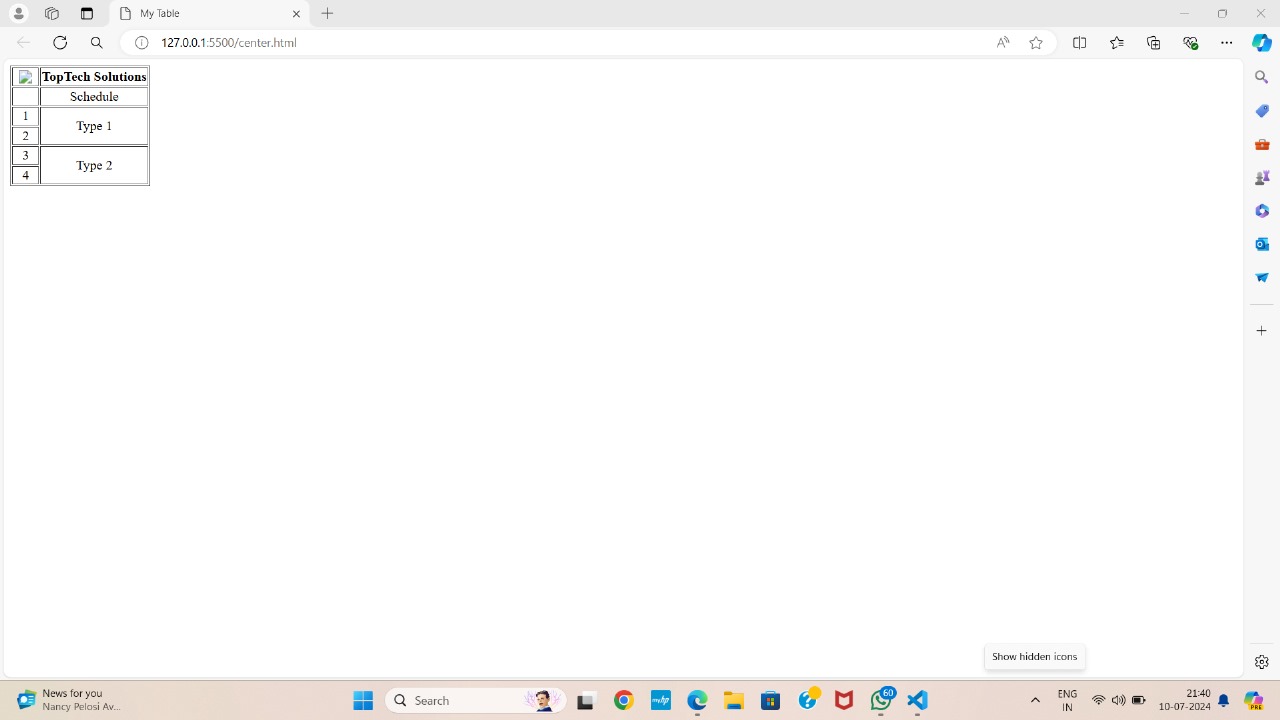 My Table
127.0.0.1:5500/center.html
TopTech Solutions
Schedule
1
Type 1
2
3
Type 2
4
Show hidden icons
News for you
Nancy Pelosi Av...
Search
myhp
60
ENG
IN
21:40
10-07-2024
PRE